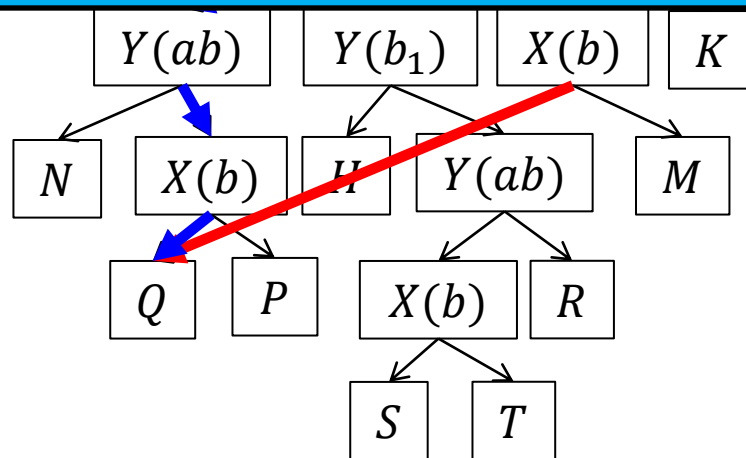 Y(ab) Y(b₁) X(b) K
N X(b) H Y(ab) M
Q P X(b) R
S T